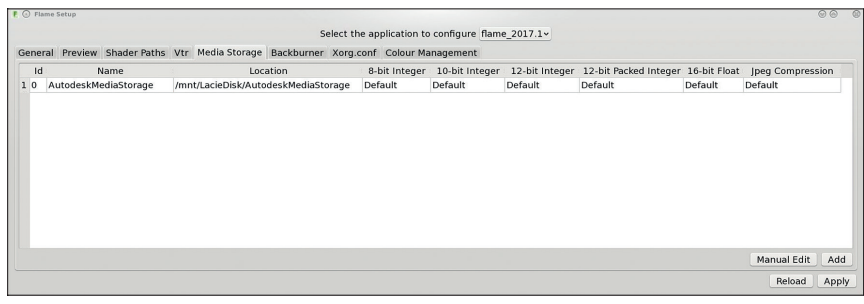 Flame Setup
Select the application to configure flame_2017.1
General Preview Shader Paths Vtr Media Storage Backburner Xorg.conf Colour Management
Id Name Location 8-bit Integer 10-bit Integer 12-bit Integer 12-bit Packed Integer 16-bit Float Jpeg Compression
1 0 AutodeskMediaStorage /mnt/LacieDisk/AutodeskMediaStorage Default Default Default Default Default Default
Manual Edit Add
Reload Apply